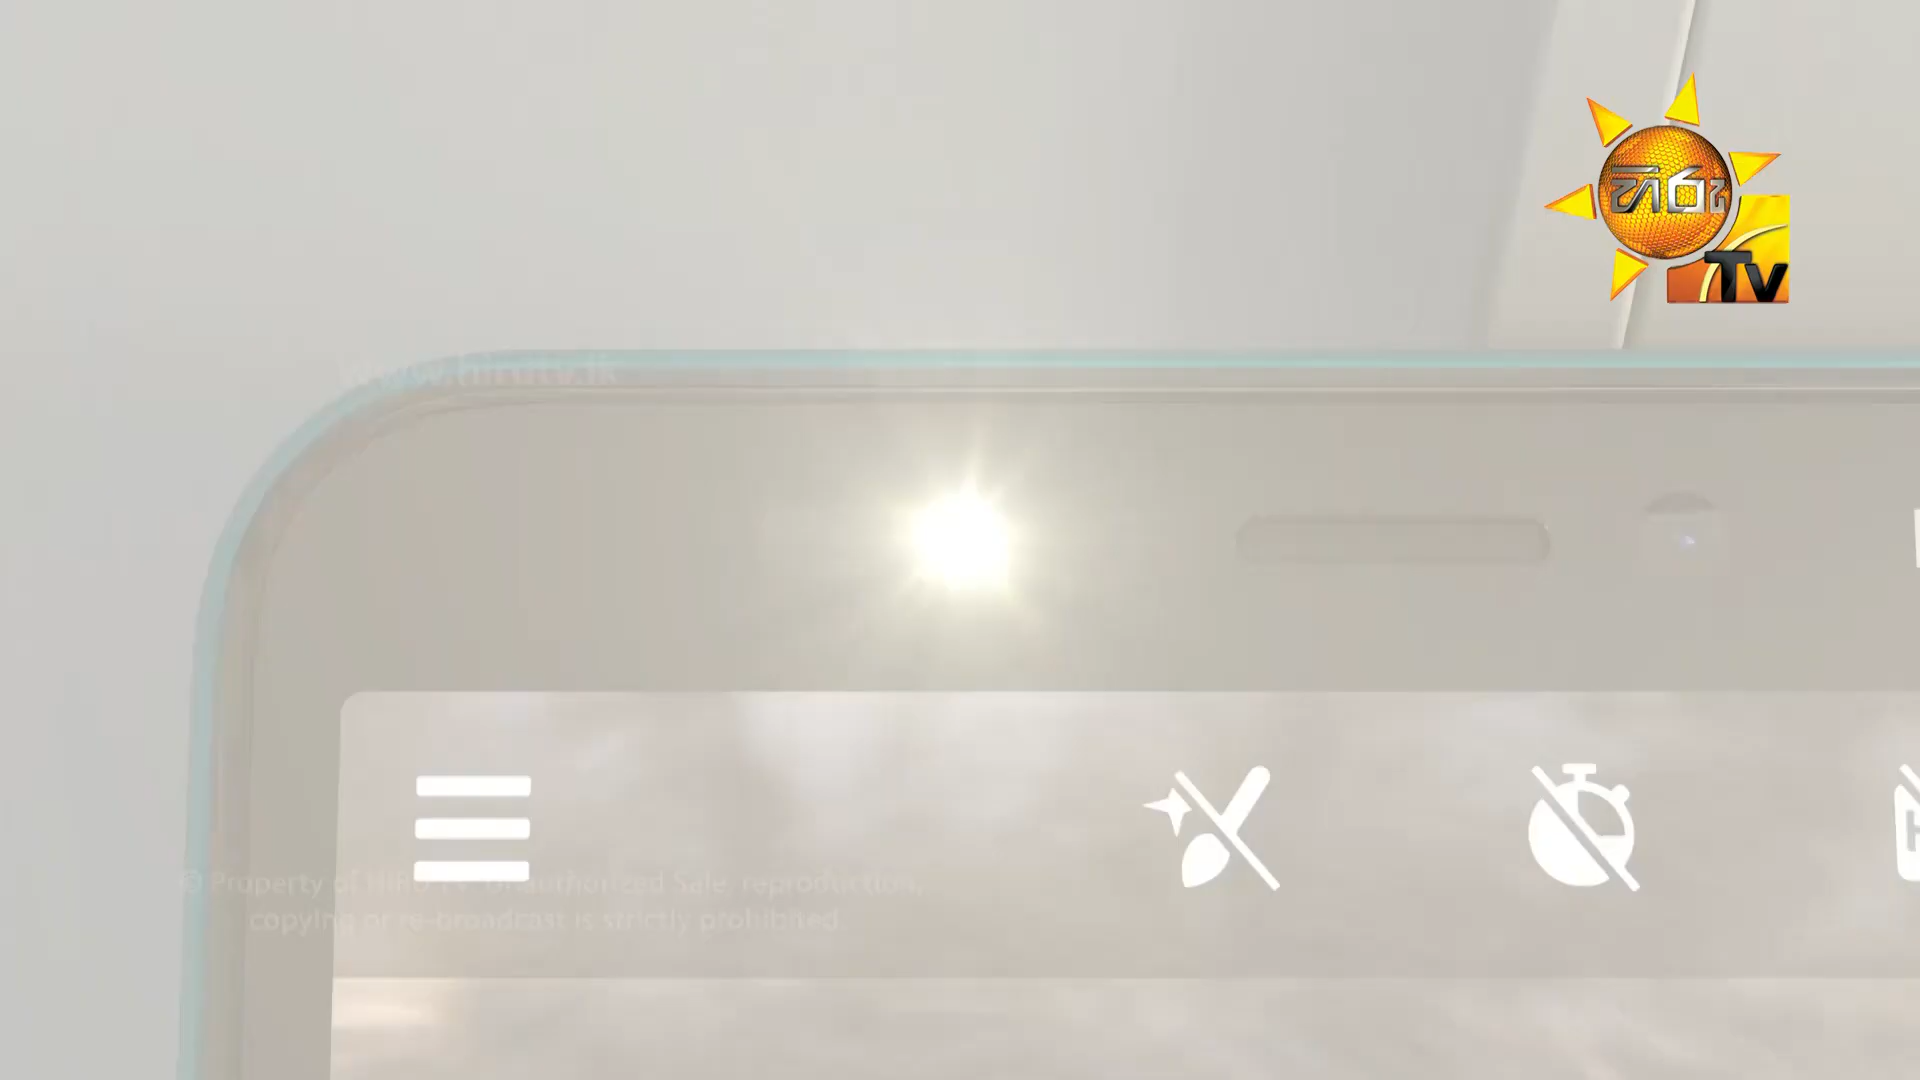 හිරු
Tv
www.hirutv.lk
© Property of HIRU TV. Unauthorized Sale, reproduction,
copying or re-broadcast is strictly prohibited.